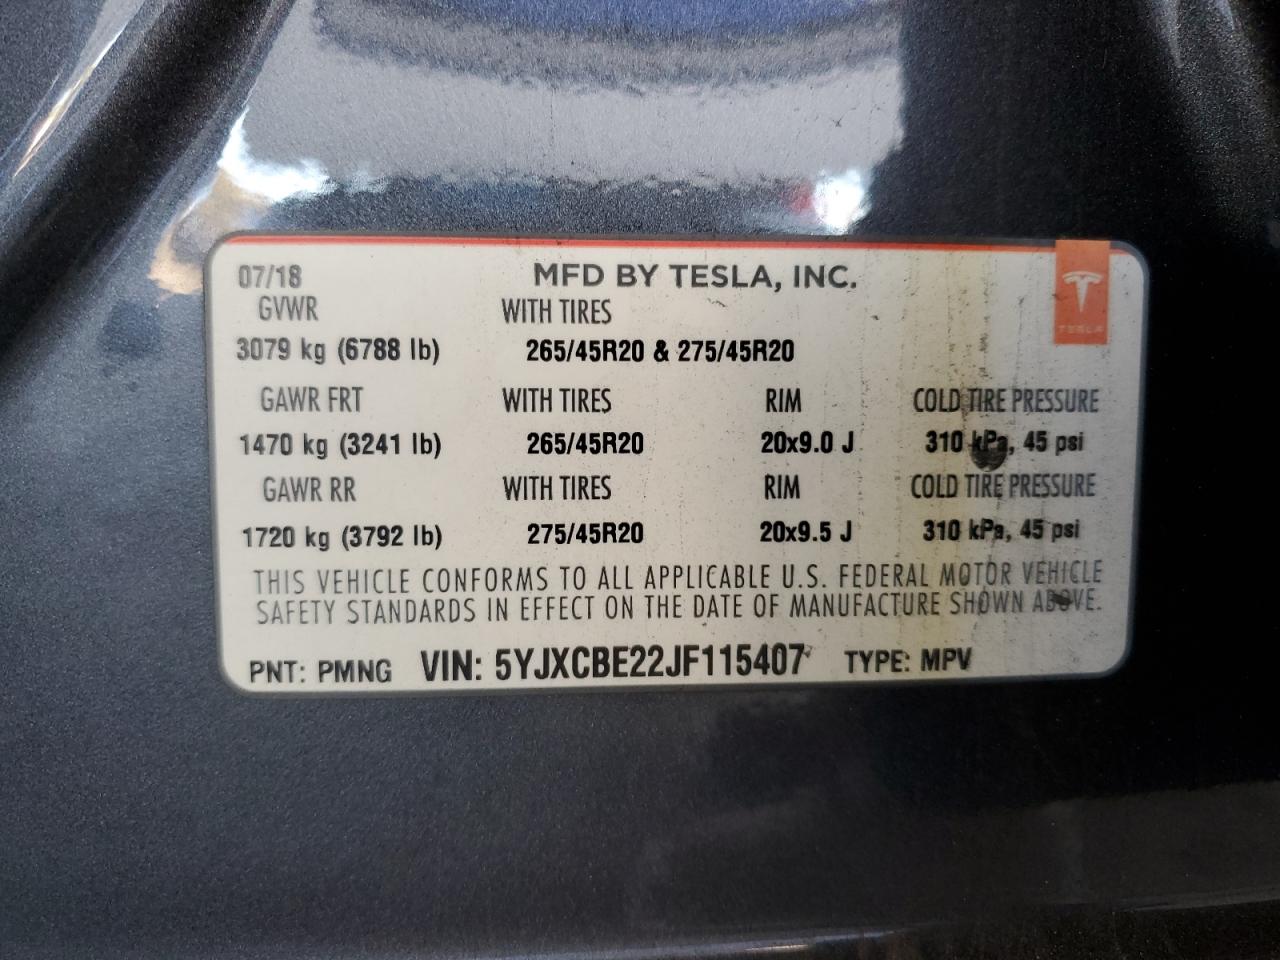 07/18 MFD BY TESLA, INC.
GVWR WITH TIRES
3079 kg (6788 lb) 265/45R20 & 275/45R20
TESLA
GAWR FRT WITH TIRES RIM COLD TIRE PRESSURE
1470 kg (3241 lb) 265/45R20 20x9.0 J 310 kPa, 45 psi
GAWR RR WITH TIRES RIM COLD TIRE PRESSURE
1720 kg (3792 lb) 275/45R20 20x9.5 J 310 kPa, 45 psi
THIS VEHICLE CONFORMS TO ALL APPLICABLE U.S. FEDERAL MOTOR VEHICLE
SAFETY STANDARDS IN EFFECT ON THE DATE OF MANUFACTURE SHOWN ABOVE.
PNT: PMNG VIN: 5YJXCBE22JF115407 TYPE: MPV